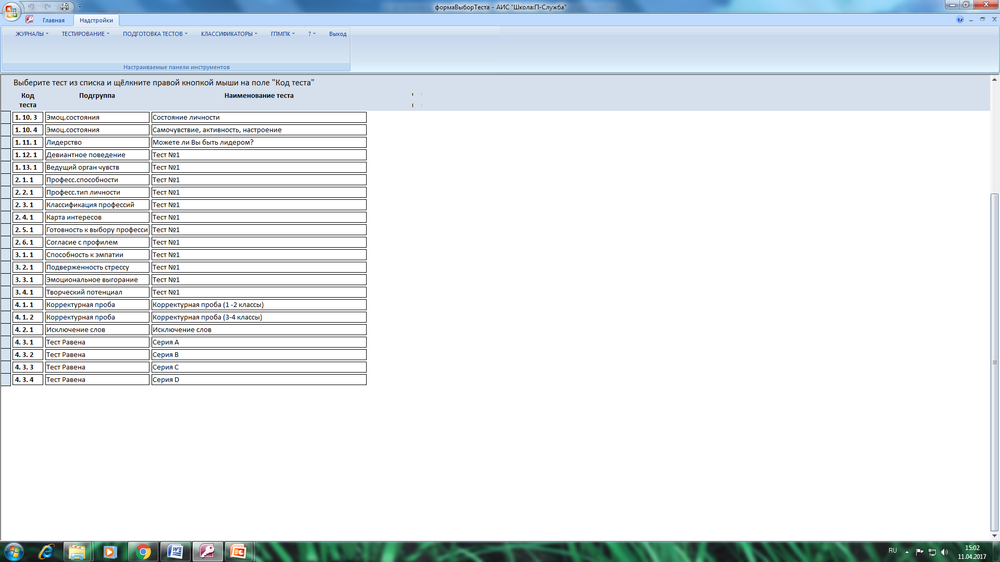 формаВыборТеста - АИС "Школа:П-Служба"
Главная Надстройки
ЖУРНАЛЫ ТЕСТИРОВАНИЕ ПОДГОТОВКА ТЕСТОВ КЛАССИФИКАТОРЫ ГПМПК ? Выход
Настраиваемые панели инструментов
Выберите тест из списка и щёлкните правой кнопкой мыши на поле "Код теста"
Код теста Подгруппа Наименование теста
1. 10. 3 Эмоц.состояния Состояние личности
1. 10. 4 Эмоц.состояния Самочувствие, активность, настроение
1. 11. 1 Лидерство Можете ли Вы быть лидером?
1. 12. 1 Девиантное поведение Тест №1
1. 13. 1 Ведущий орган чувств Тест №1
2. 1. 1 Професс.способности Тест №1
2. 2. 1 Професс.тип личности Тест №1
2. 3. 1 Классификация профессий Тест №1
2. 4. 1 Карта интересов Тест №1
2. 5. 1 Готовность к выбору професси Тест №1
2. 6. 1 Согласие с профилем Тест №1
3. 1. 1 Способность к эмпатии Тест №1
3. 2. 1 Подверженность стрессу Тест №1
3. 3. 1 Эмоциональное выгорание Тест №1
3. 4. 1 Творческий потенциал Тест №1
4. 1. 1 Корректурная проба Корректурная проба (1 -2 классы)
4. 1. 2 Корректурная проба Корректурная проба (3-4 классы)
4. 2. 1 Исключение слов Исключение слов
4. 3. 1 Тест Равена Серия A
4. 3. 2 Тест Равена Серия B
4. 3. 3 Тест Равена Серия C
4. 3. 4 Тест Равена Серия D
RU 15:02
11.04.2017